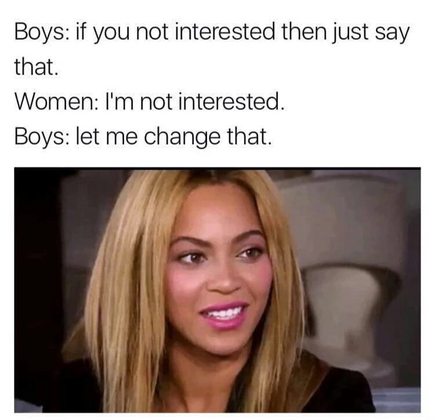 Boys: if you not interested then just say
that.
Women: I'm not interested.
Boys: let me change that.